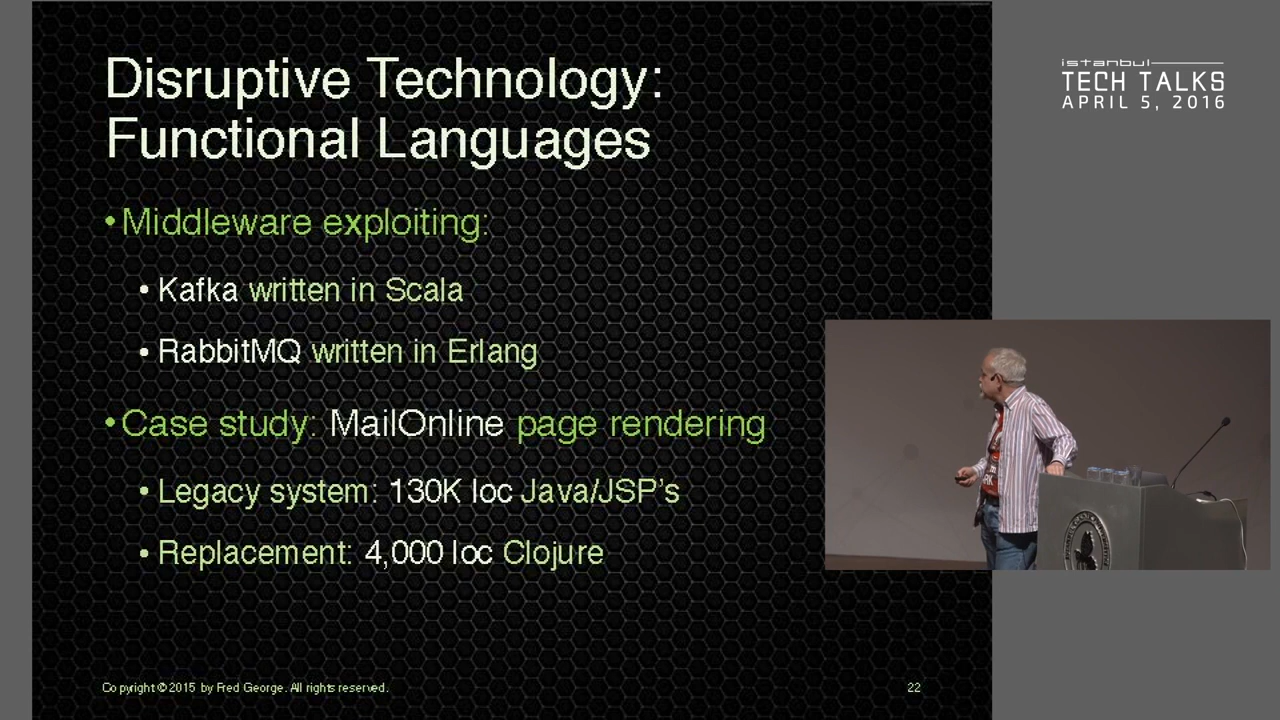 Disruptive Technology:
Functional Languages
•Middleware exploiting:
• Kafka written in Scala
• RabbitMQ written in Erlang
•Case study: MailOnline page rendering
• Legacy system: 130K loc Java/JSP's
• Replacement: 4,000 loc Clojure
Copyright © 2015 by Fred George. All rights reserved.
22
istanbul
TECH TALKS
APRIL 5, 2016